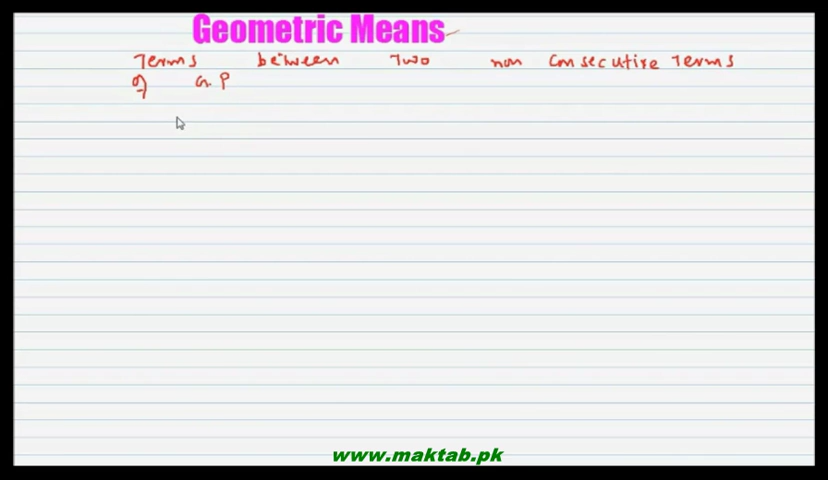 Geometric Means
Terms between Two non consecutive Terms
of G.P
www.maktab.pk